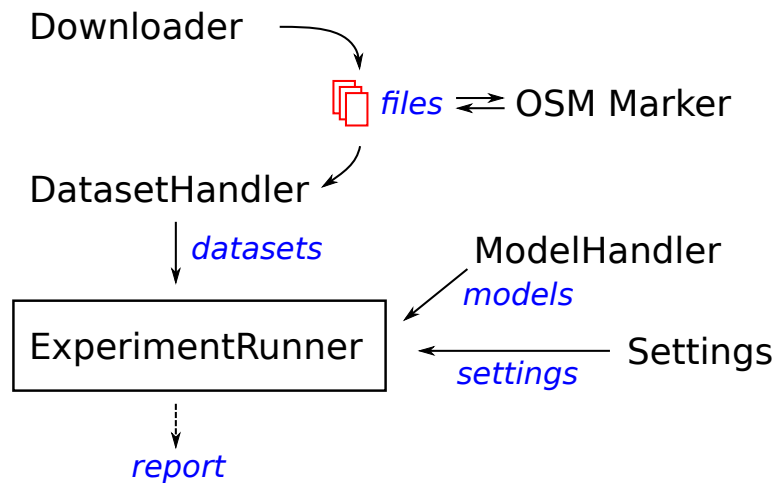 Downloader
files
OSM Marker
DatasetHandler
datasets
ModelHandler
models
ExperimentRunner
Settings
settings
report